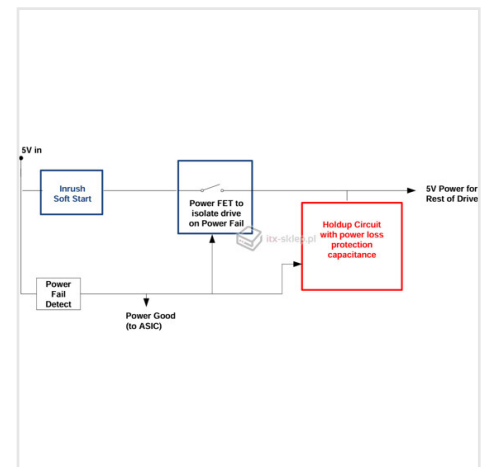 5V in
Inrush
Soft Start
Power FET to
isolate drive
on Power Fail
5V Power for
Rest of Drive
Holdup Circuit
with power loss
protection
capacitance
itx-sklep.pl
Power
Fail
Detect
Power Good
(to ASIC)